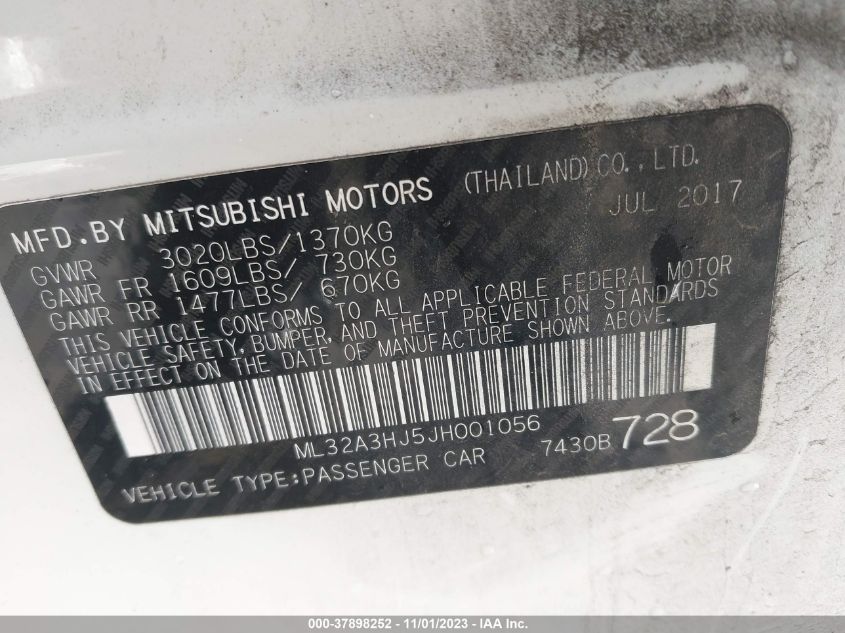 MFD.BY MITSUBISHI MOTORS (THAILAND)CO.,LTD.
JUL 2017
GVWR 3020LBS/1370KG
GAWR FR 1609LBS/ 730KG
GAWR RR 1477LBS/ 670KG
THIS VEHICLE CONFORMS TO ALL APPLICABLE FEDERAL MOTOR
VEHICLE SAFETY,BUMPER,AND THEFT PREVENTION STANDARDS
IN EFFECT ON THE DATE OF MANUFACTURE SHOWN ABOVE.
ML32A3HJ5JH001056
VEHICLE TYPE:PASSENGER CAR 7430B 728
000-37898252 - 11/01/2023 - Copyright © IAA